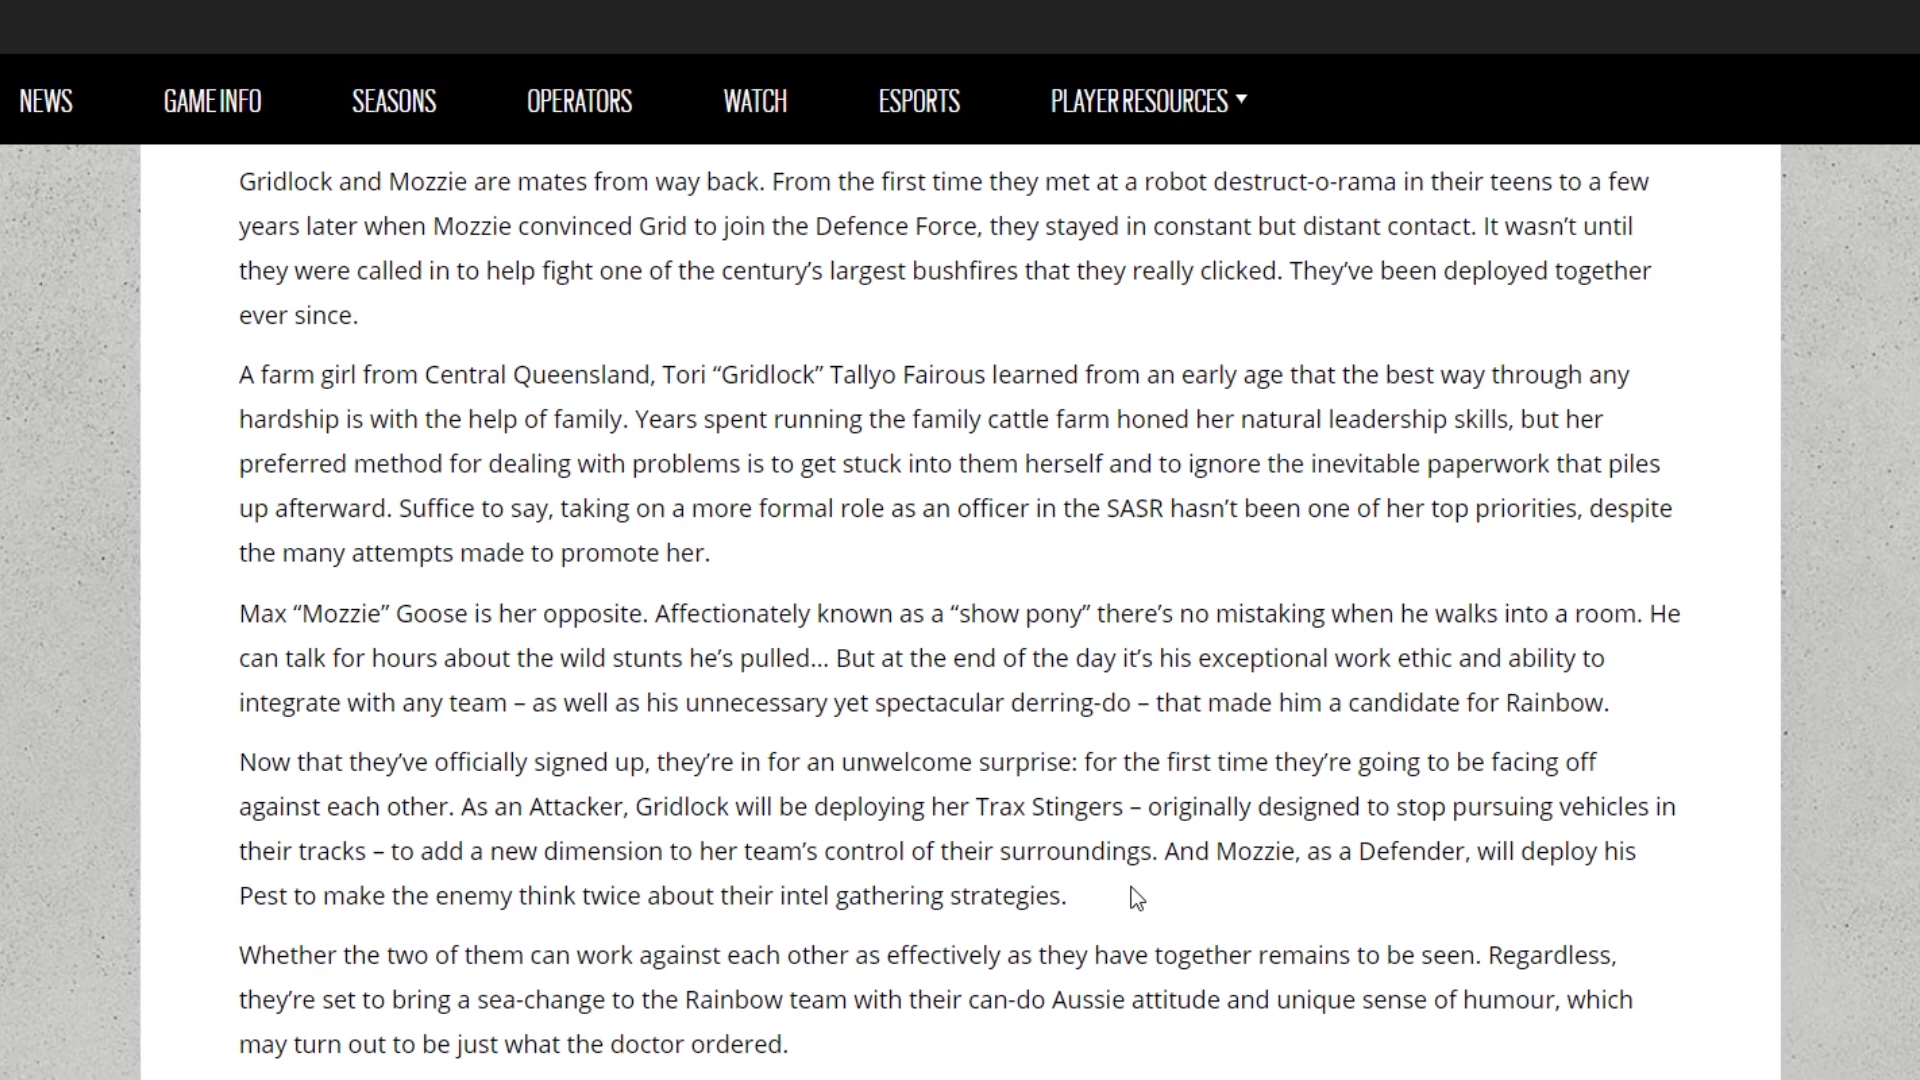 NEWS GAME INFO SEASONS OPERATORS WATCH ESPORTS PLAYER RESOURCES
Gridlock and Mozzie are mates from way back. From the first time they met at a robot destruct-o-rama in their teens to a few
years later when Mozzie convinced Grid to join the Defence Force, they stayed in constant but distant contact. It wasn’t until
they were called in to help fight one of the century’s largest bushfires that they really clicked. They’ve been deployed together
ever since.
A farm girl from Central Queensland, Tori “Gridlock” Tallyo Fairous learned from an early age that the best way through any
hardship is with the help of family. Years spent running the family cattle farm honed her natural leadership skills, but her
preferred method for dealing with problems is to get stuck into them herself and to ignore the inevitable paperwork that piles
up afterward. Suffice to say, taking on a more formal role as an officer in the SASR hasn’t been one of her top priorities, despite
the many attempts made to promote her.
Max “Mozzie” Goose is her opposite. Affectionately known as a “show pony” there’s no mistaking when he walks into a room. He
can talk for hours about the wild stunts he’s pulled... But at the end of the day it’s his exceptional work ethic and ability to
integrate with any team – as well as his unnecessary yet spectacular derring-do – that made him a candidate for Rainbow.
Now that they’ve officially signed up, they’re in for an unwelcome surprise: for the first time they’re going to be facing off
against each other. As an Attacker, Gridlock will be deploying her Trax Stingers – originally designed to stop pursuing vehicles in
their tracks – to add a new dimension to her team’s control of their surroundings. And Mozzie, as a Defender, will deploy his
Pest to make the enemy think twice about their intel gathering strategies.
Whether the two of them can work against each other as effectively as they have together remains to be seen. Regardless,
they’re set to bring a sea-change to the Rainbow team with their can-do Aussie attitude and unique sense of humour, which
may turn out to be just what the doctor ordered.